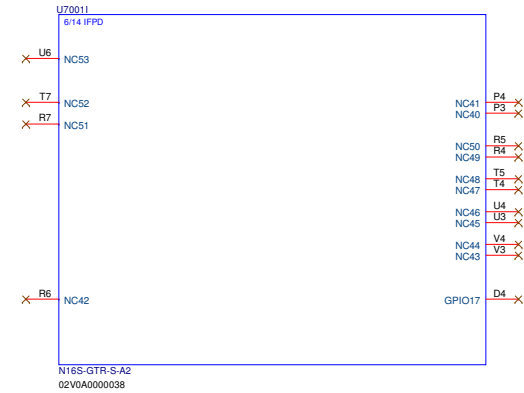 U7001I
6/14 IFPD
U6 NC53
T7 NC52
R7 NC51
R6 NC42
NC41 P4
NC40 P3
NC50 R5
NC49 R4
NC48 T5
NC47 T4
NC46 U4
NC45 U3
NC44 V4
NC43 V3
GPIO17 D4
N16S-GTR-S-A2
02V0A0000038